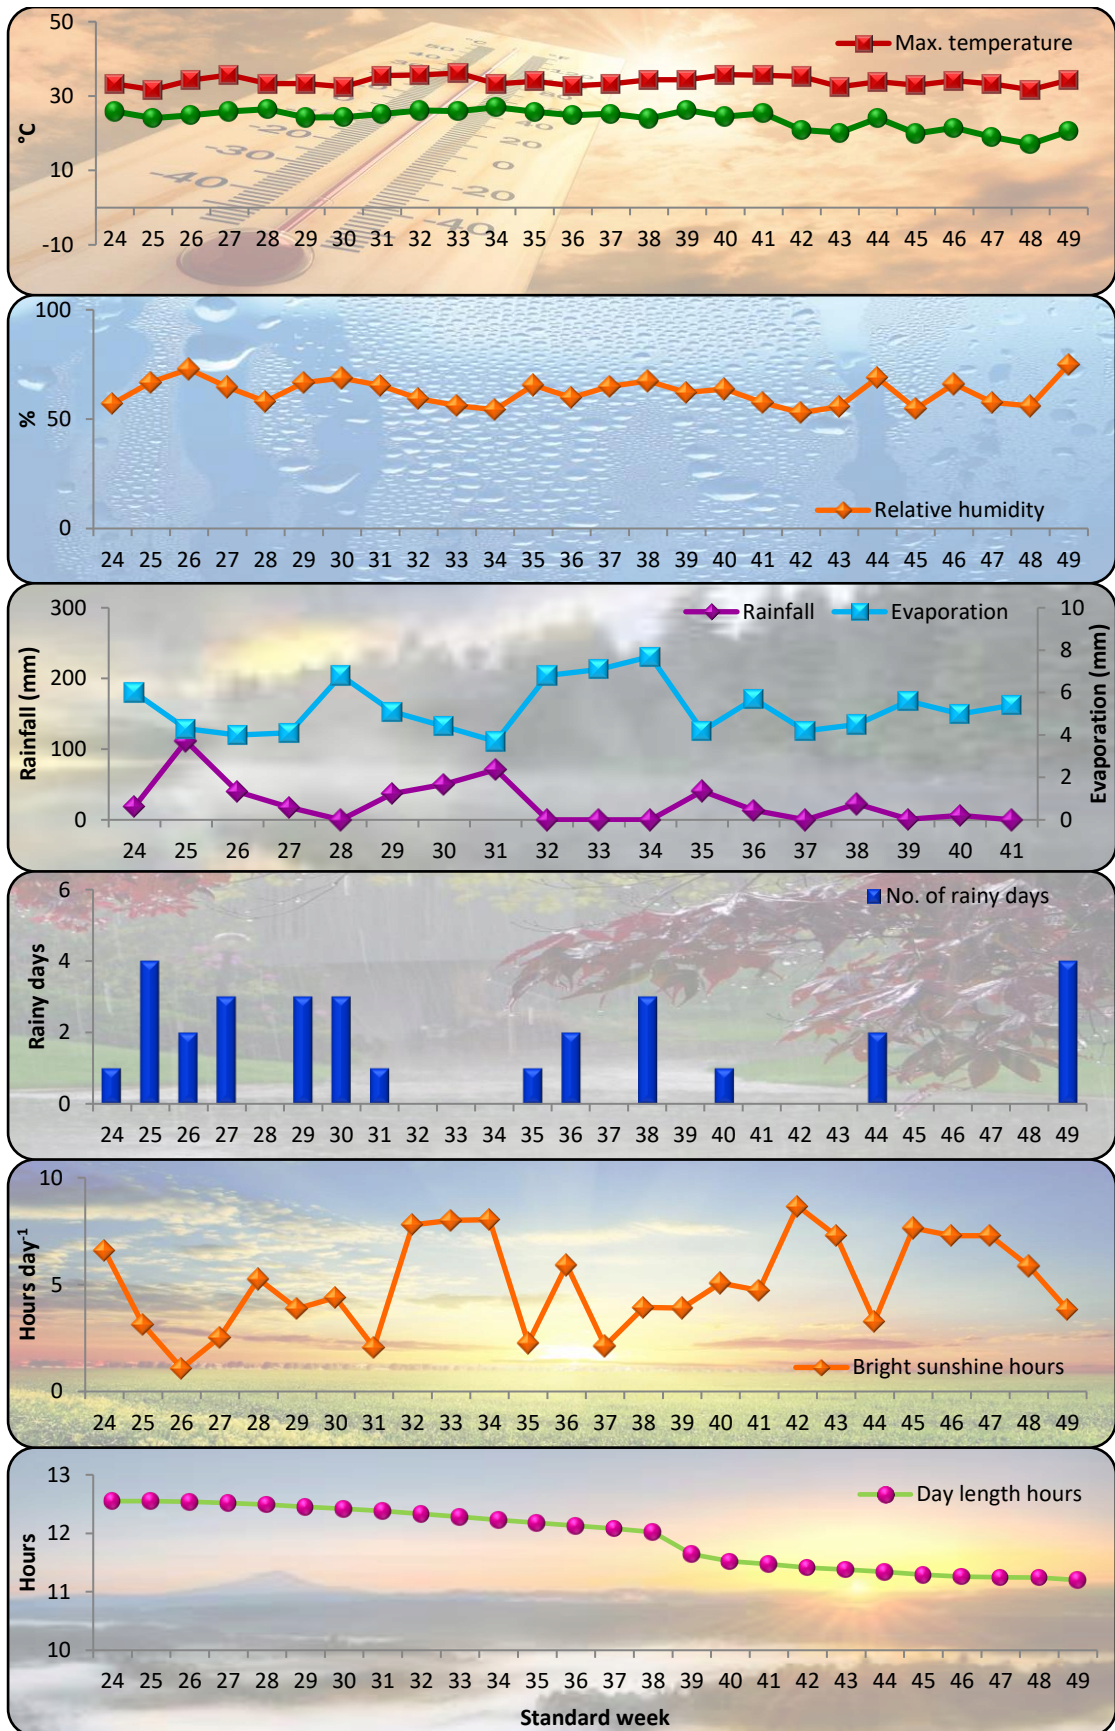 50
30
10
-10
°C
Max. temperature
24 25 26 27 28 29 30 31 32 33 34 35 36 37 38 39 40 41 42 43 44 45 46 47 48 49
-20
-30
-40
40
20
0
-20
-40
100
50
0
%
Relative humidity
24 25 26 27 28 29 30 31 32 33 34 35 36 37 38 39 40 41 42 43 44 45 46 47 48 49
300
200
100
0
Rainfall (mm)
Rainfall Evaporation
10
8
6
4
2
0
Evaporation (mm)
24 25 26 27 28 29 30 31 32 33 34 35 36 37 38 39 40 41
6
4
2
0
Rainy days
No. of rainy days
24 25 26 27 28 29 30 31 32 33 34 35 36 37 38 39 40 41 42 43 44 45 46 47 48 49
10
5
0
Hours day-1
Bright sunshine hours
24 25 26 27 28 29 30 31 32 33 34 35 36 37 38 39 40 41 42 43 44 45 46 47 48 49
13
12
11
10
Hours
Day length hours
24 25 26 27 28 29 30 31 32 33 34 35 36 37 38 39 40 41 42 43 44 45 46 47 48 49
Standard week